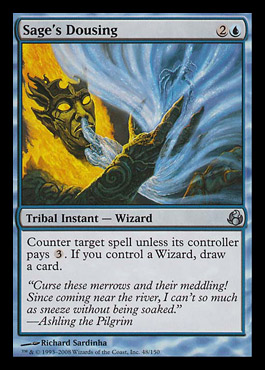 Sage's Dousing 2
Tribal Instant — Wizard
Counter target spell unless its controller
pays 3. If you control a Wizard, draw
a card.
"Curse these merrows and their meddling!
Since coming near the river, I can't so much
as sneeze without being soaked."
—Ashling the Pilgrim
Richard Sardinha
™ & © 1993–2008 Wizards of the Coast, Inc. 48/150